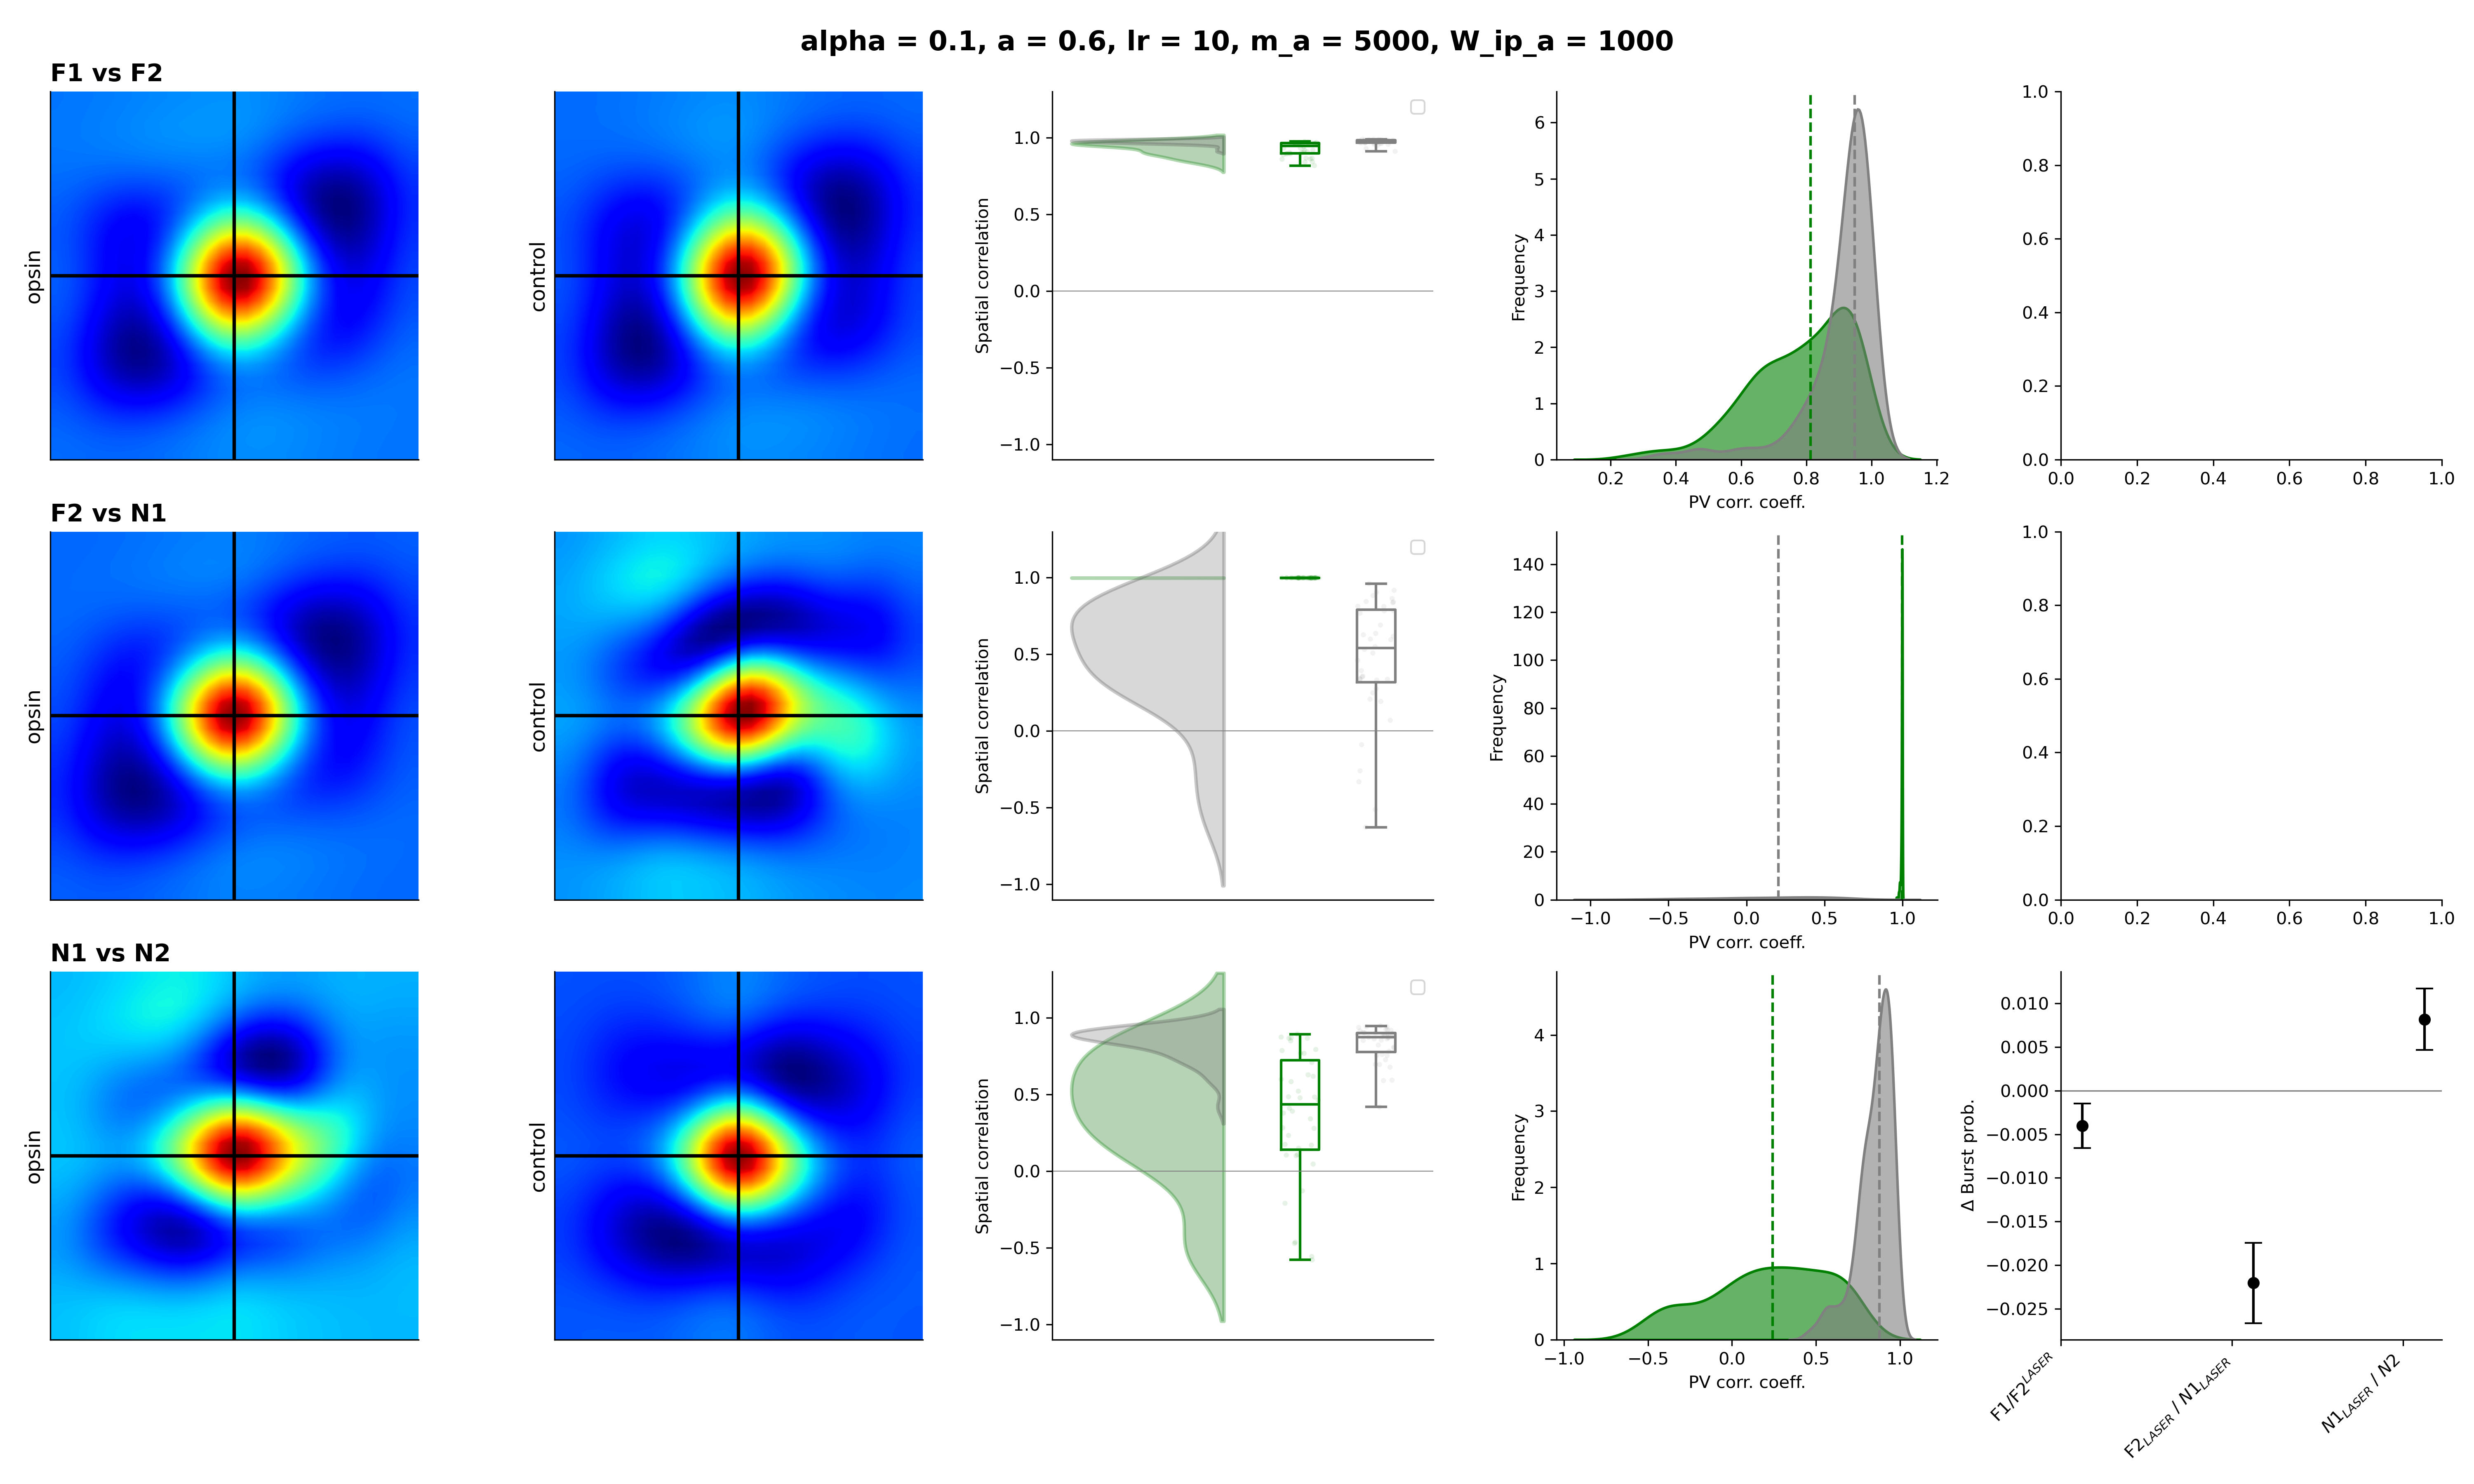 alpha = 0.1, a = 0.6, lr = 10, m_a = 5000, W_ip_a = 1000
F1 vs F2
opsin
control
Spatial correlation
1.0
0.5
0.0
−0.5
−1.0
Frequency
6
5
4
3
2
1
0
0.2 0.4 0.6 0.8 1.0 1.2
PV corr. coeff.
1.0
0.8
0.6
0.4
0.2
0.0
0.0 0.2 0.4 0.6 0.8 1.0
F2 vs N1
opsin
control
Spatial correlation
1.0
0.5
0.0
−0.5
−1.0
Frequency
140
120
100
80
60
40
20
0
−1.0 −0.5 0.0 0.5 1.0
PV corr. coeff.
1.0
0.8
0.6
0.4
0.2
0.0
0.0 0.2 0.4 0.6 0.8 1.0
N1 vs N2
opsin
control
Spatial correlation
1.0
0.5
0.0
−0.5
−1.0
Frequency
4
3
2
1
0
−1.0 −0.5 0.0 0.5 1.0
PV corr. coeff.
Δ Burst prob.
0.010
0.005
0.000
−0.005
−0.010
−0.015
−0.020
−0.025
F1/F2^LASER
F2_LASER / N1_LASER
N1_LASER / N2